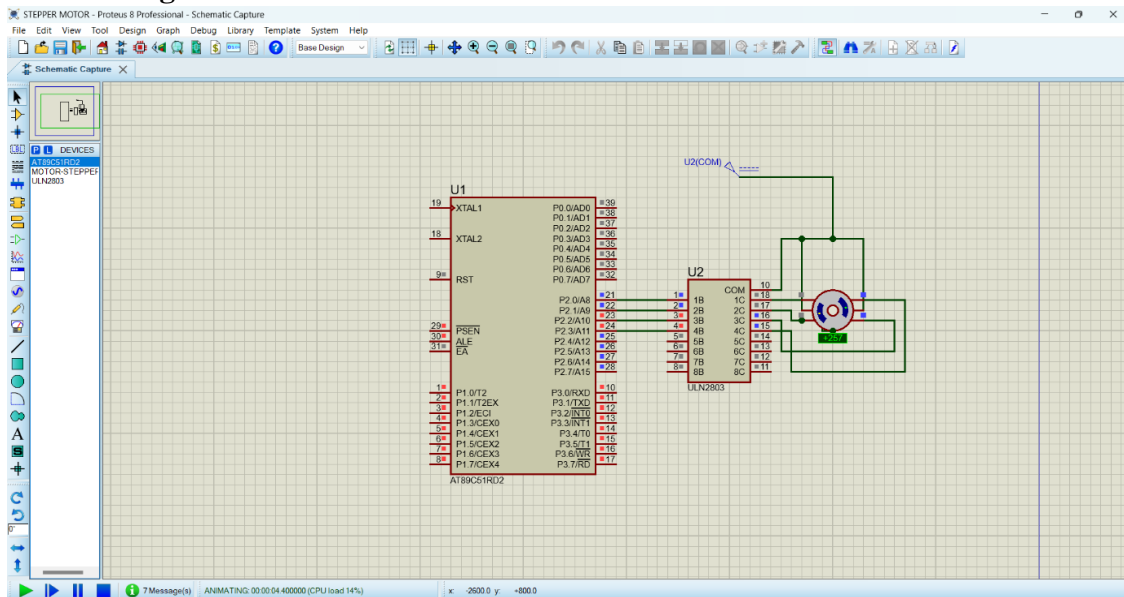 STEPPER MOTOR - Proteus 8 Professional - Schematic Capture
File Edit View Tool Design Graph Debug Library Template System Help
Base Design
Schematic Capture
P L DEVICES
AT89C51RD2
MOTOR-STEPPER
ULN2803
U2(COM)
U1
19 XTAL1
18 XTAL2
9 RST
29 PSEN
30 ALE
31 EA
1 P1.0/T2
2 P1.1/T2EX
3 P1.2/ECI
4 P1.3/CEX0
5 P1.4/CEX1
6 P1.5/CEX2
7 P1.6/CEX3
8 P1.7/CEX4
P0.0/AD0 39
P0.1/AD1 38
P0.2/AD2 37
P0.3/AD3 36
P0.4/AD4 35
P0.5/AD5 34
P0.6/AD6 33
P0.7/AD7 32
P2.0/A8 21
P2.1/A9 22
P2.2/A10 23
P2.3/A11 24
P2.4/A12 25
P2.5/A13 26
P2.6/A14 27
P2.7/A15 28
P3.0/RXD 10
P3.1/TXD 11
P3.2/INT0 12
P3.3/INT1 13
P3.4/T0 14
P3.5/T1 15
P3.6/WR 16
P3.7/RD 17
AT89C51RD2
U2
COM 10
1 1B 1C 18
2 2B 2C 17
3 3B 3C 16
4 4B 4C 15
5 5B 5C 14
6 6B 6C 13
7 7B 7C 12
8 8B 8C 11
ULN2803
+257
7 Message(s) ANIMATING: 00:00:04.400000 (CPU load 14%) x: -2600.0 y: +800.0